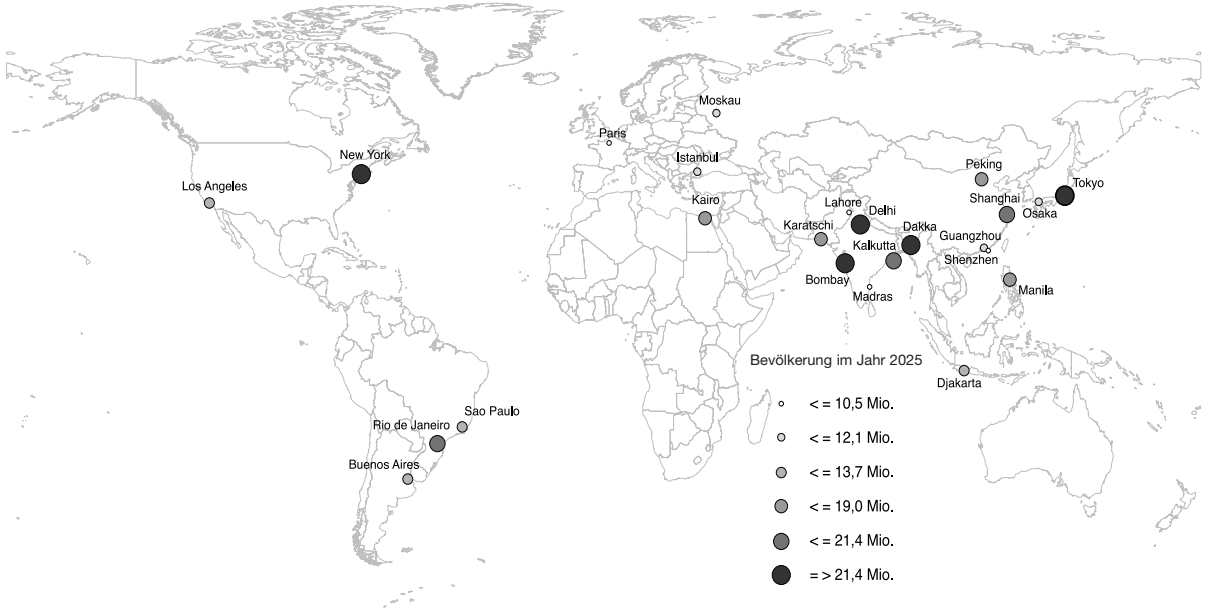 Moskau
Paris
New York
Istanbul
Peking
Los Angeles
Tokyo
Kairo
Lahore
Delhi
Shanghai
Osaka
Karatschi
Dakka
Guangzhou
Kalkutta
Shenzhen
Bombay
Madras
Manila
Bevölkerung im Jahr 2025
Djakarta
< = 10,5 Mio.
Sao Paulo
Rio de Janeiro
< = 12,1 Mio.
Buenos Aires
< = 13,7 Mio.
< = 19,0 Mio.
< = 21,4 Mio.
= > 21,4 Mio.